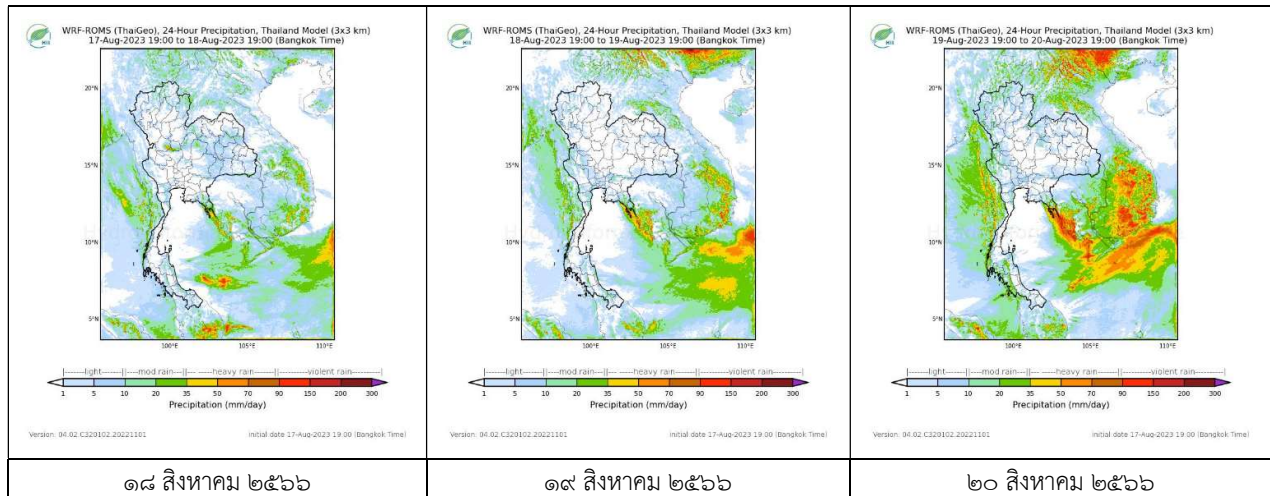 WRF-ROMS (ThaiGeo), 24-Hour Precipitation, Thailand Model (3x3 km)
17-Aug-2023 19:00 to 18-Aug-2023 19:00 (Bangkok Time)
HII
20°N
15°N
10°N
5°N
100°E 105°E 110°E
|-------light-------||----mod rain---||--- -----heavy rain ------||---------violent rain---------|
1 5 10 20 35 50 70 90 150 200 300
Precipitation (mm/day)
Version: 04.02.C320102.20221101 initial date 17-Aug-2023 19:00 (Bangkok Time)
๑๘ สิงหาคม ๒๕๖๖
WRF-ROMS (ThaiGeo), 24-Hour Precipitation, Thailand Model (3x3 km)
18-Aug-2023 19:00 to 19-Aug-2023 19:00 (Bangkok Time)
HII
20°N
15°N
10°N
5°N
100°E 105°E 110°E
|-------light-------||----mod rain---||--- -----heavy rain ------||---------violent rain---------|
1 5 10 20 35 50 70 90 150 200 300
Precipitation (mm/day)
Version: 04.02.C320102.20221101 initial date 17-Aug-2023 19:00 (Bangkok Time)
๑๙ สิงหาคม ๒๕๖๖
WRF-ROMS (ThaiGeo), 24-Hour Precipitation, Thailand Model (3x3 km)
19-Aug-2023 19:00 to 20-Aug-2023 19:00 (Bangkok Time)
HII
20°N
15°N
10°N
5°N
100°E 105°E 110°E
|-------light-------||----mod rain---||--- -----heavy rain ------||---------violent rain---------|
1 5 10 20 35 50 70 90 150 200 300
Precipitation (mm/day)
Version: 04.02.C320102.20221101 initial date 17-Aug-2023 19:00 (Bangkok Time)
๒๐ สิงหาคม ๒๕๖๖